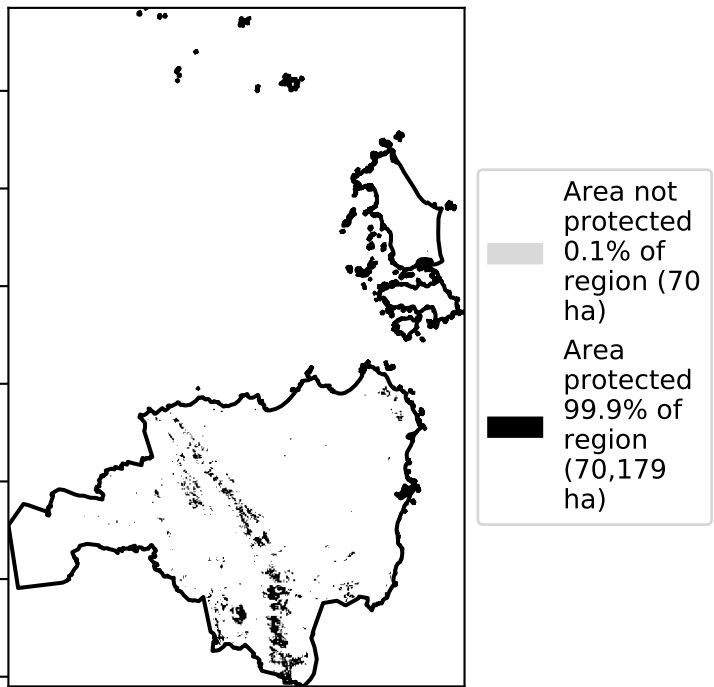 Area not
protected
0.1% of
region (70
ha)
Area
protected
99.9% of
region
(70,179
ha)